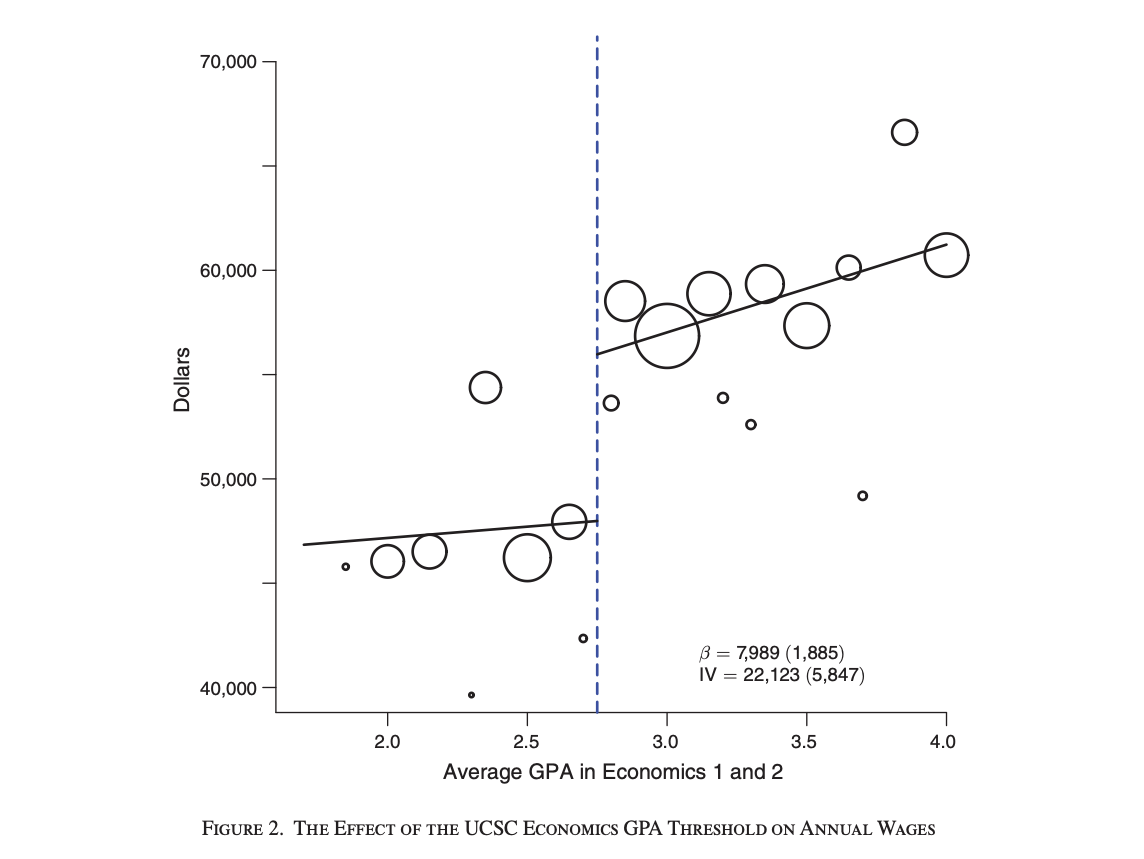 70,000
60,000
50,000
40,000
Dollars
β = 7,989 (1,885)
IV = 22,123 (5,847)
2.0 2.5 3.0 3.5 4.0
Average GPA in Economics 1 and 2
Figure 2. The Effect of the UCSC Economics GPA Threshold on Annual Wages